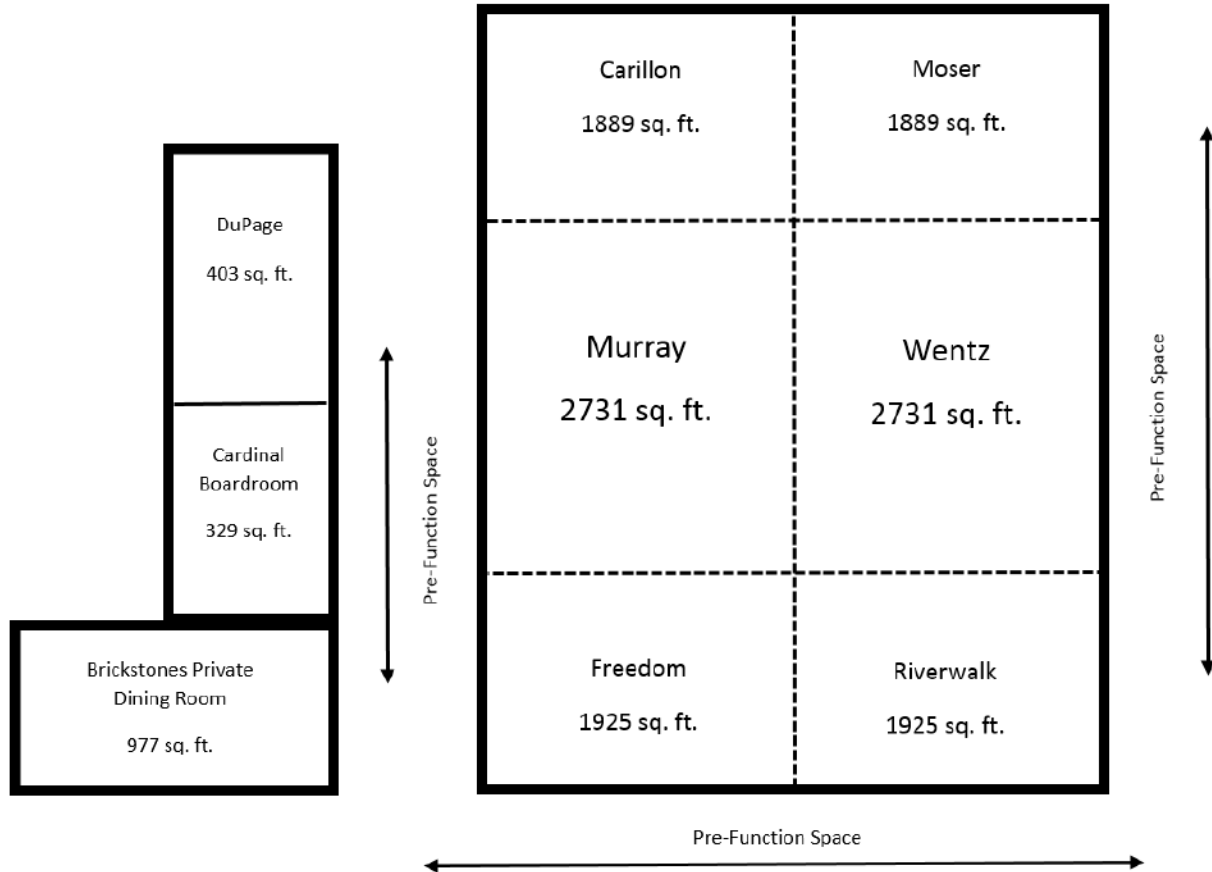 Carillon
1889 sq. ft.
Moser
1889 sq. ft.
DuPage
403 sq. ft.
Cardinal
Boardroom
329 sq. ft.
Brickstones Private
Dining Room
977 sq. ft.
Pre-Function Space
Murray
2731 sq. ft.
Wentz
2731 sq. ft.
Freedom
1925 sq. ft.
Riverwalk
1925 sq. ft.
Pre-Function Space
Pre-Function Space